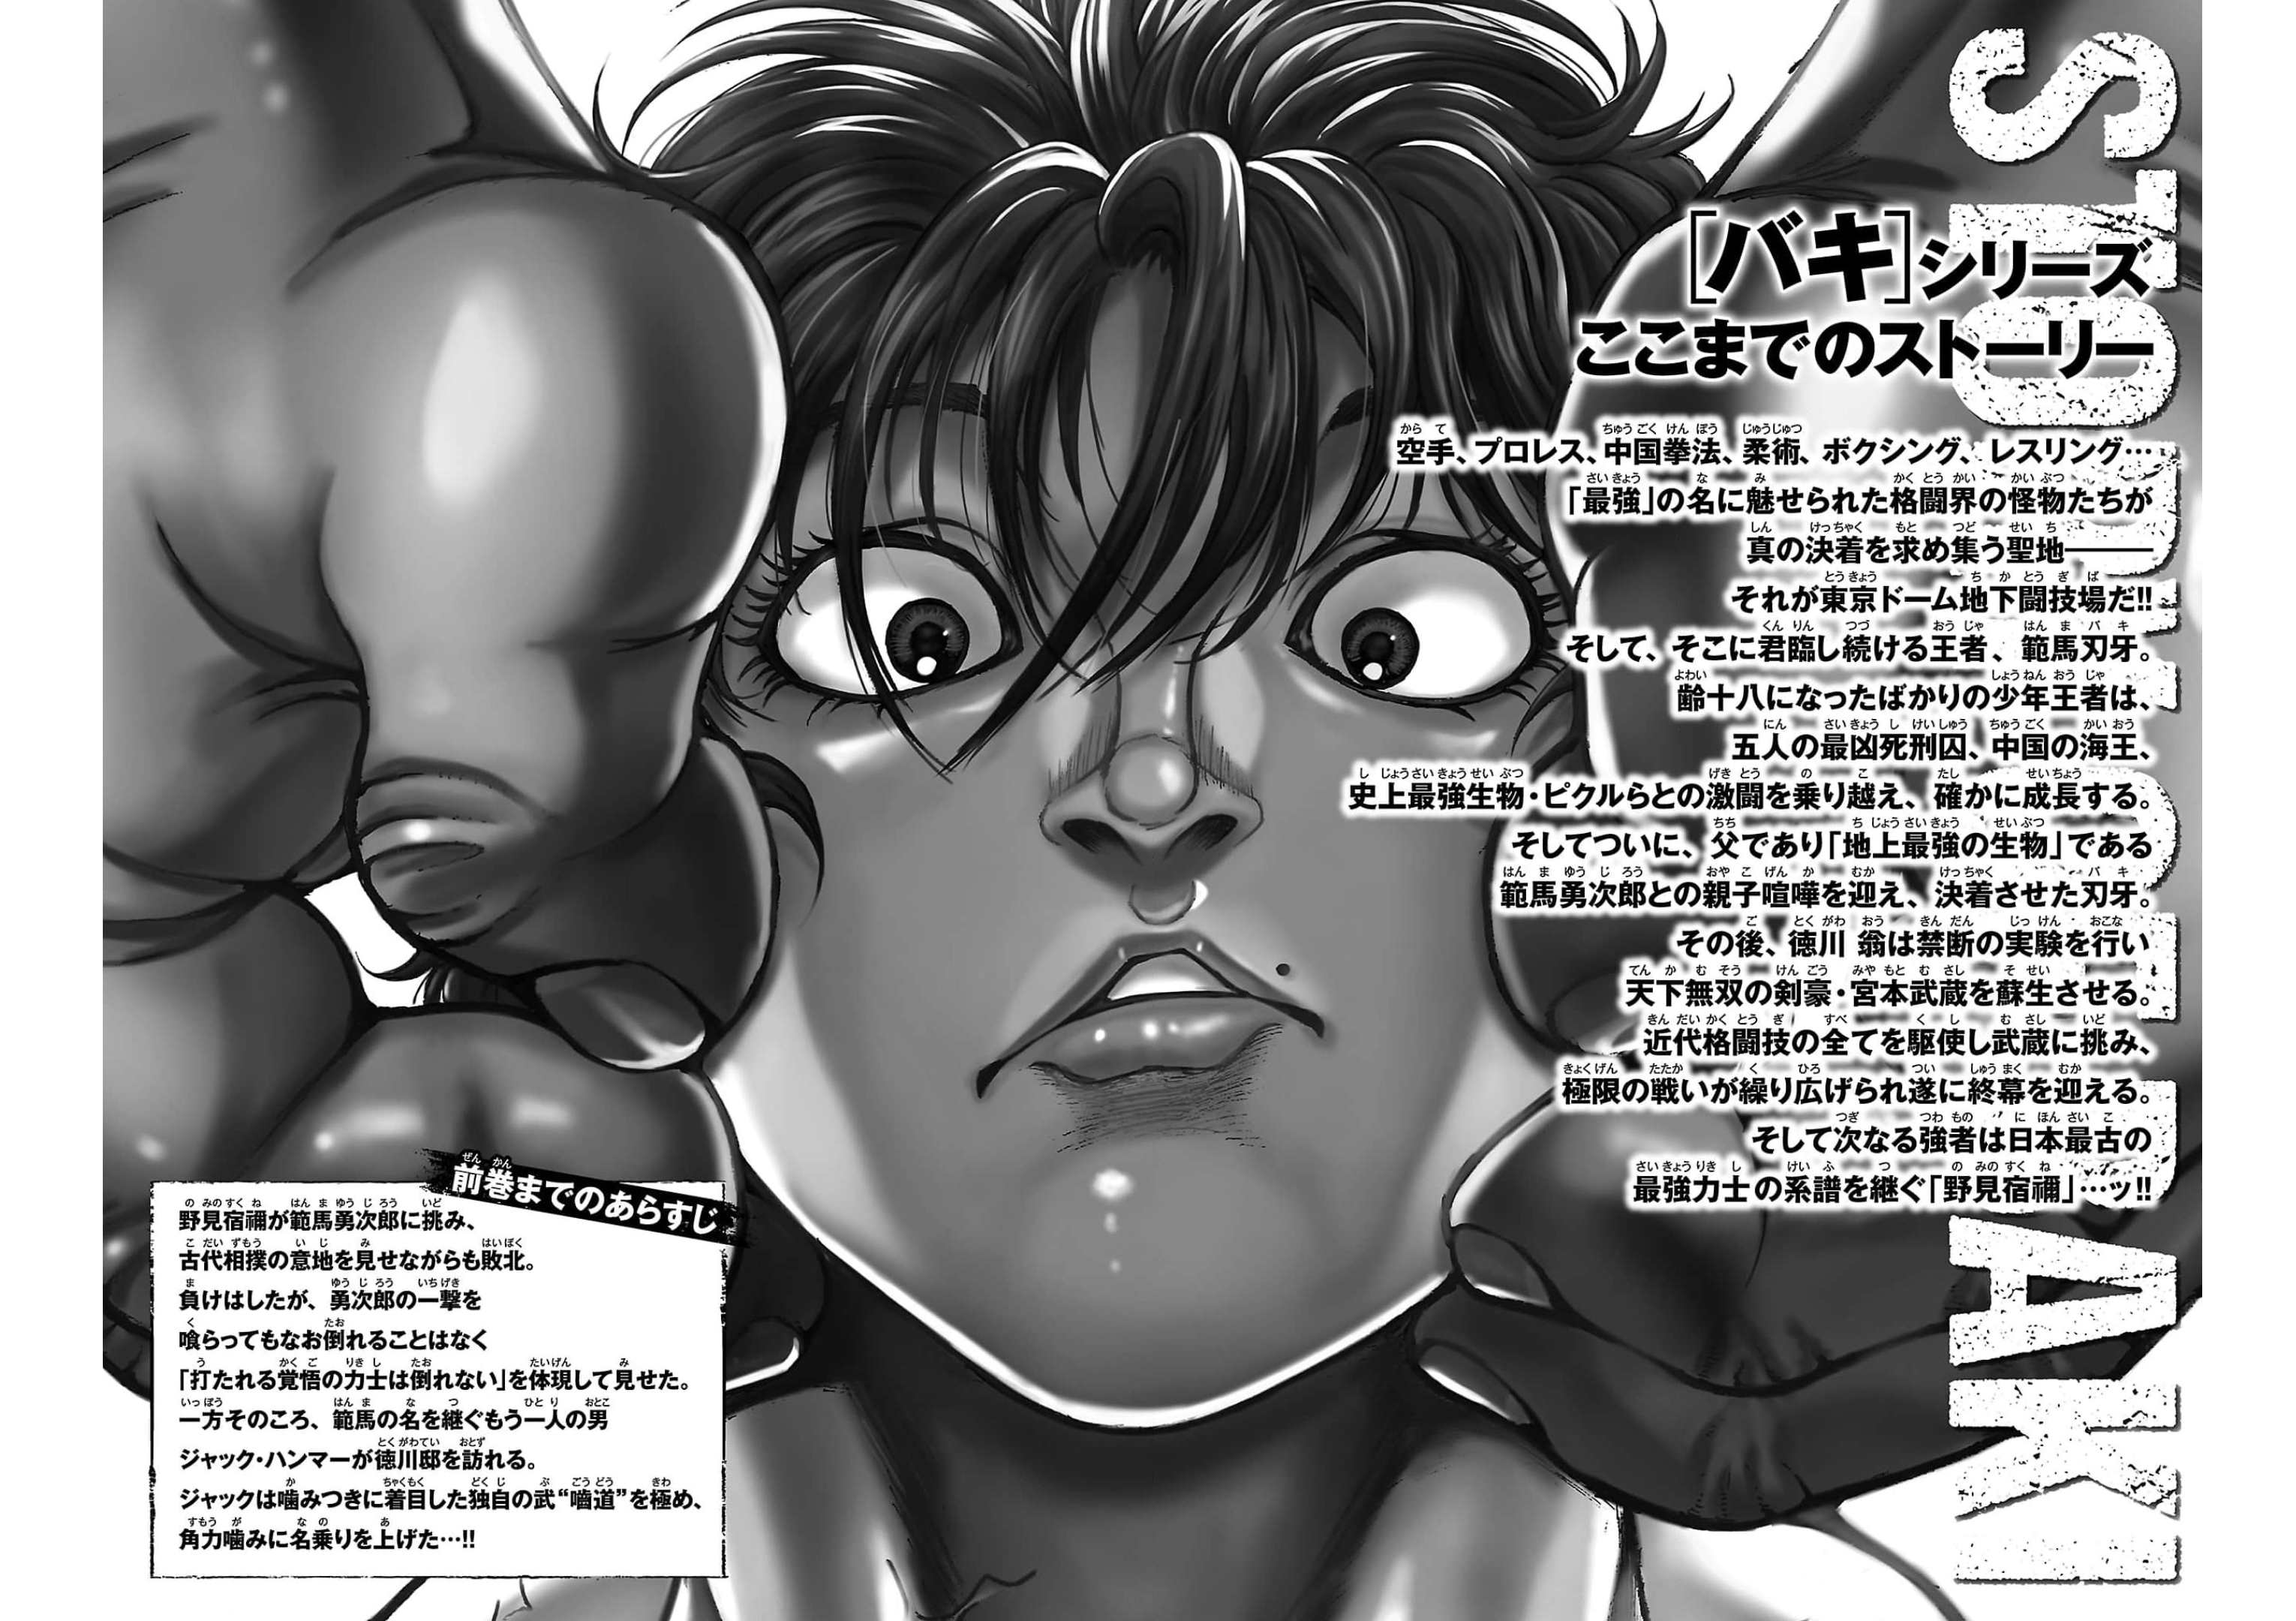 STORY OF BAKI
[バキ]シリーズ
ここまでのストーリー
空手、プロレス、中国拳法、柔術、ボクシング、レスリング…
「最強」の名に魅せられた格闘界の怪物たちが
真の決着を求め集う聖地―――
それが東京ドーム地下闘技場だ!!
そして、そこに君臨し続ける王者、範馬刃牙。
齢十八になったばかりの少年王者は、
五人の最凶死刑囚、中国の海王、
史上最強生物・ピクルらとの激闘を乗り越え、確かに成長する。
そしてついに、父であり「地上最強の生物」である
範馬勇次郎との親子喧嘩を迎え、決着させた刃牙。
その後、徳川 翁は禁断の実験を行い
天下無双の剣豪・宮本武蔵を蘇生させる。
近代格闘技の全てを駆使し武蔵に挑み、
極限の戦いが繰り広げられ遂に終幕を迎える。
そして次なる強者は日本最古の
最強力士の系譜を継ぐ「野見宿禰」…ッ!!
前巻までのあらすじ
野見宿禰が範馬勇次郎に挑み、
古代相撲の意地を見せながらも敗北。
負けはしたが、勇次郎の一撃を
喰らってもなお倒れることはなく
「打たれる覚悟の力士は倒れない」を体現して見せた。
一方そのころ、範馬の名を継ぐもう一人の男
ジャック・ハンマーが徳川邸を訪れる。
ジャックは噛みつきに着目した独自の武“嚙道”を極め、
角力噛みに名乗りを上げた…!!